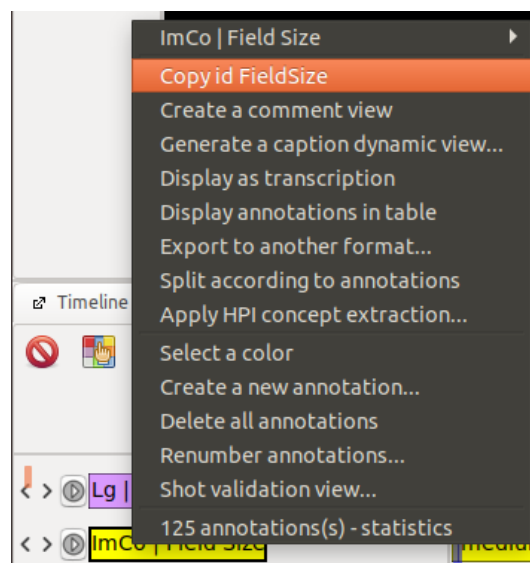 ImCo | Field Size
Copy id FieldSize
Create a comment view
Generate a caption dynamic view...
Display as transcription
Display annotations in table
Export to another format...
Split according to annotations
Timeline
Apply HPI concept extraction...
Select a color
Create a new annotation...
Delete all annotations
Renumber annotations...
Lg |
Shot validation view...
125 annotations(s) - statistics
ImCo | Field Size
medium